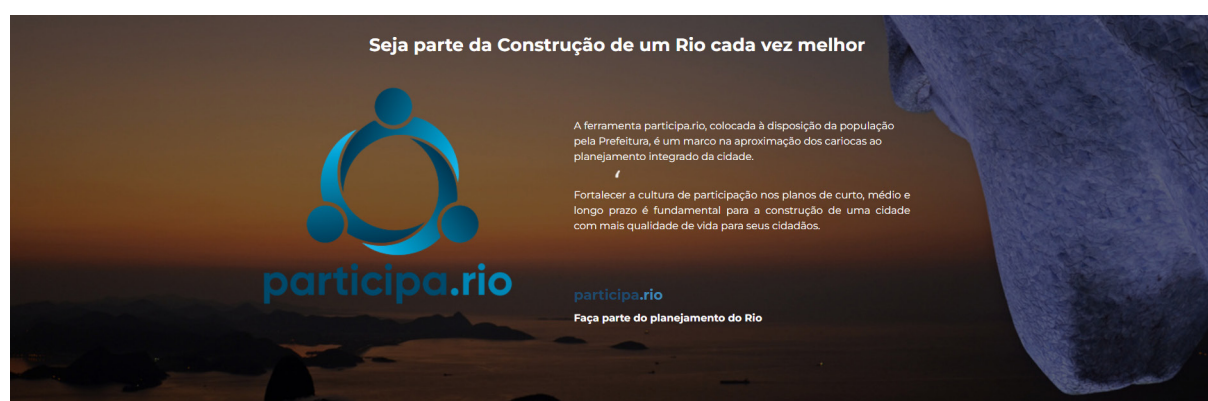 Seja parte da Construção de um Rio cada vez melhor
participa.rio
A ferramenta participa.rio, colocada à disposição da população
pela Prefeitura, é um marco na aproximação dos cariocas ao
planejamento integrado da cidade.
Fortalecer a cultura de participação nos planos de curto, médio e
longo prazo é fundamental para a construção de uma cidade
com mais qualidade de vida para seus cidadãos.
participa.rio
Faça parte do planejamento do Rio